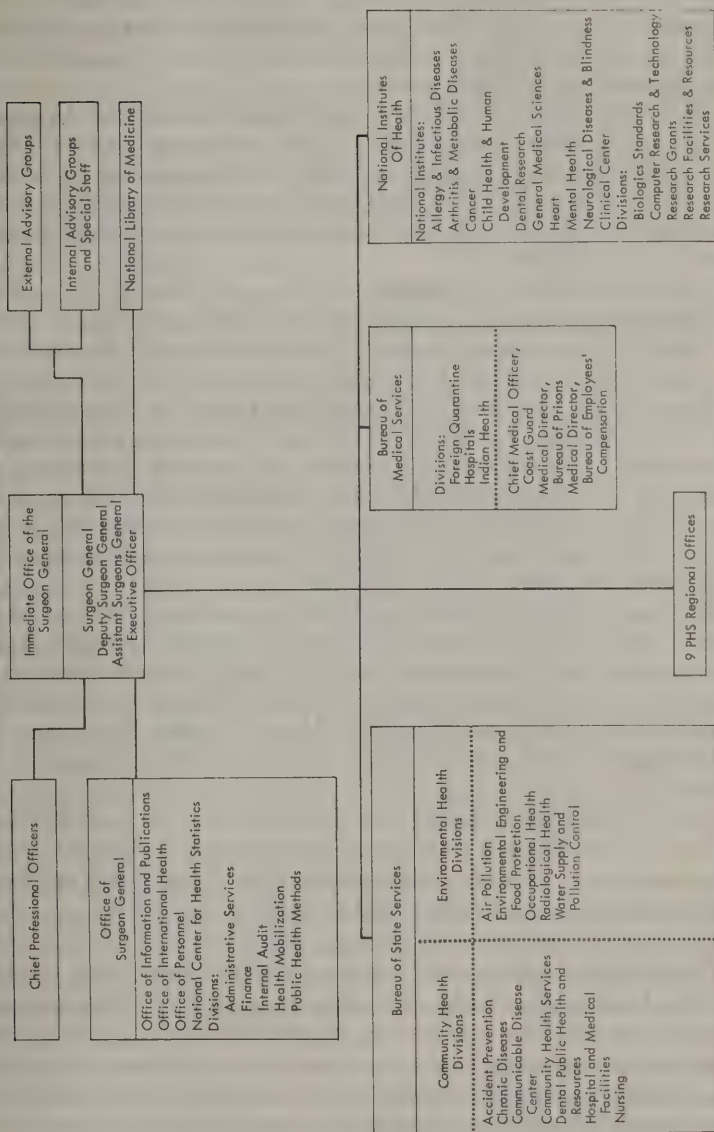 Immediate Office of the
Surgeon General
Surgeon General
Deputy Surgeon General
Assistant Surgeons General
Executive Officer
Chief Professional Officers
Office of
Surgeon General
Office of Information and Publications
Office of International Health
Office of Personnel
National Center for Health Statistics
Divisions:
Administrative Services
Finance
Internal Audit
Health Mobilization
Public Health Methods
External Advisory Groups
Internal Advisory Groups
and Special Staff
National Library of Medicine
Bureau of State Services
Community Health
Divisions
Accident Prevention
Chronic Diseases
Communicable Disease
Center
Community Health Services
Dental Public Health and
Resources
Hospital and Medical
Facilities
Nursing
Environmental Health
Divisions
Air Pollution
Environmental Engineering and
Food Protection
Occupational Health
Radiological Health
Water Supply and
Pollution Control
Bureau of
Medical Services
Divisions:
Foreign Quarantine
Hospitals
Indian Health
Chief Medical Officer,
Coast Guard
Medical Director,
Bureau of Prisons
Medical Director,
Bureau of Employees'
Compensation
National Institutes
Of Health
National Institutes:
Allergy & Infectious Diseases
Arthritis & Metabolic Diseases
Cancer
Child Health & Human
Development
Dental Research
General Medical Sciences
Heart
Mental Health
Neurological Diseases & Blindness
Clinical Center
Divisions:
Biologics Standards
Computer Research & Technology
Research Grants
Research Facilities & Resources
Research Services
9 PHS Regional Offices